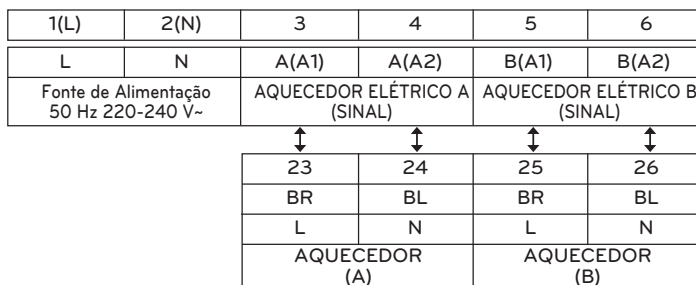 1(L) 2(N) 3 4 5 6
L N A(A1) A(A2) B(A1) B(A2)
Fonte de Alimentação AQUECEDOR ELÉTRICO A AQUECEDOR ELÉTRICO B
50 Hz 220-240 V~ (SINAL) (SINAL)
23 24 25 26
BR BL BR BL
L N L N
AQUECEDOR AQUECEDOR
(A) (B)